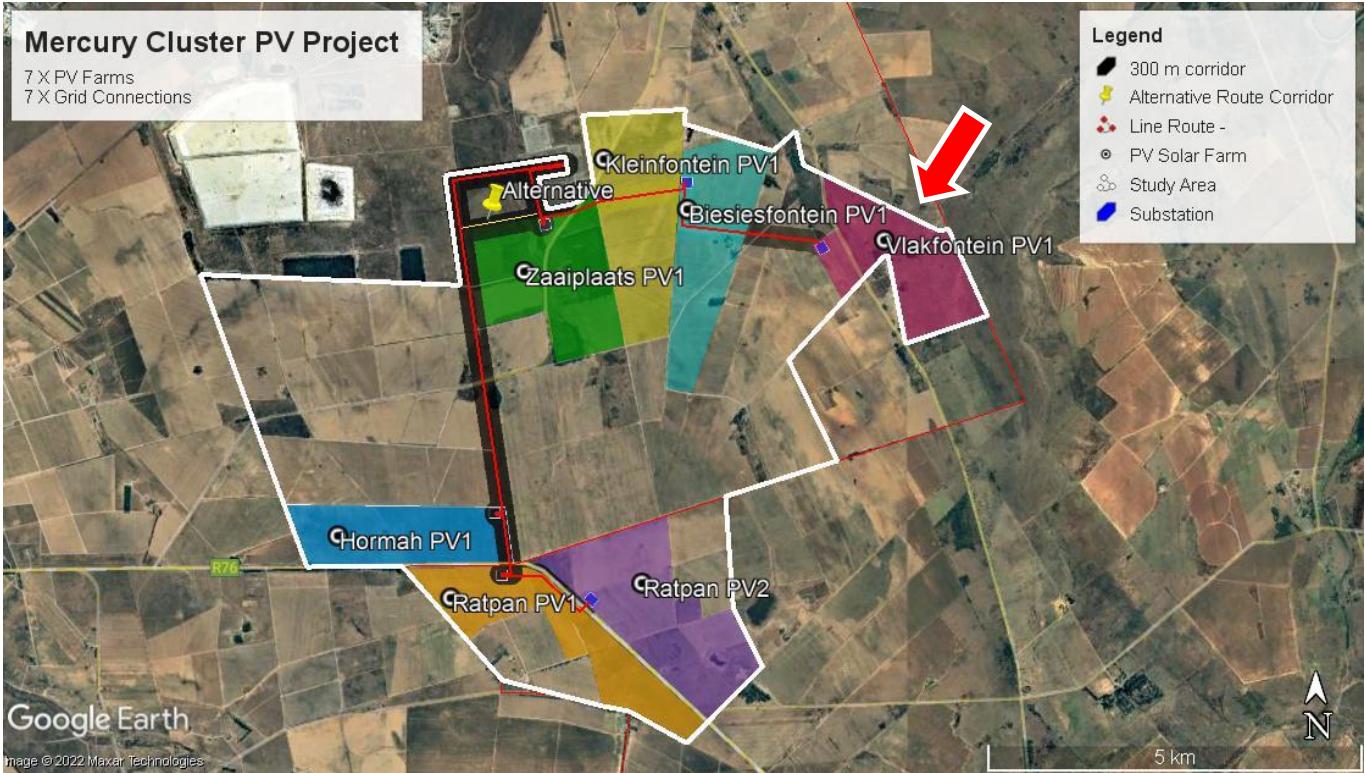 Mercury Cluster PV Project
7 X PV Farms
7 X Grid Connections
Legend
300 m corridor
Alternative Route Corridor
Line Route -
PV Solar Farm
Study Area
Substation
Kleinfontein PV1
Alternative
Biesiesfontein PV1
Vlakfontein PV1
Zaaiplaats PV1
Hormah PV1
R76
Ratpan PV1
Ratpan PV2
Google Earth
N
5 km
mage © 2022 Maxar Technologies